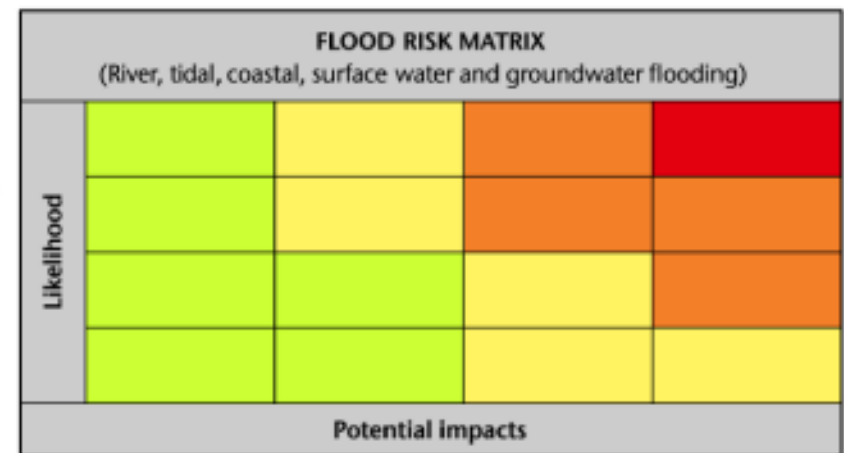 FLOOD RISK MATRIX
(River, tidal, coastal, surface water and groundwater flooding)
Likelihood
Potential impacts